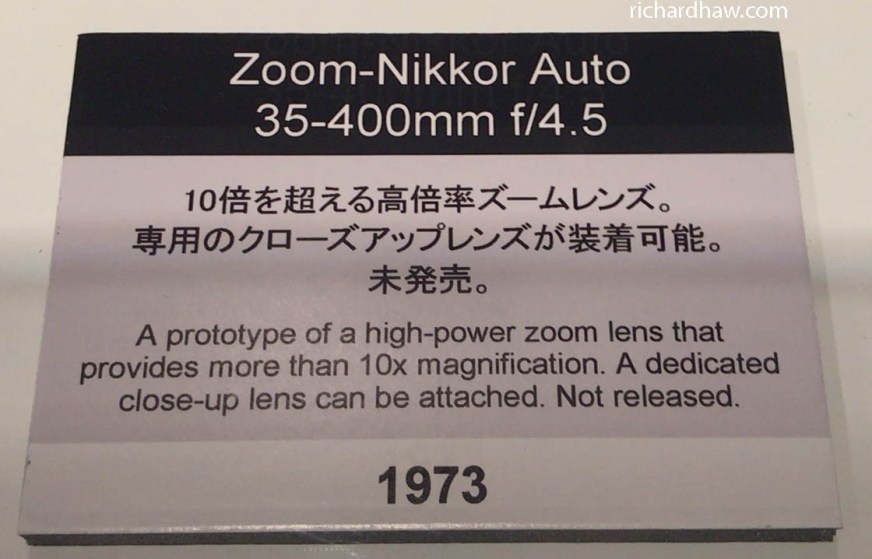 richardhaw.com
Zoom-Nikkor Auto
35-400mm f/4.5
10倍を超える高倍率ズームレンズ。
専用のクローズアップレンズが装着可能。
未発売。
A prototype of a high-power zoom lens that
provides more than 10x magnification. A dedicated
close-up lens can be attached. Not released.
1973